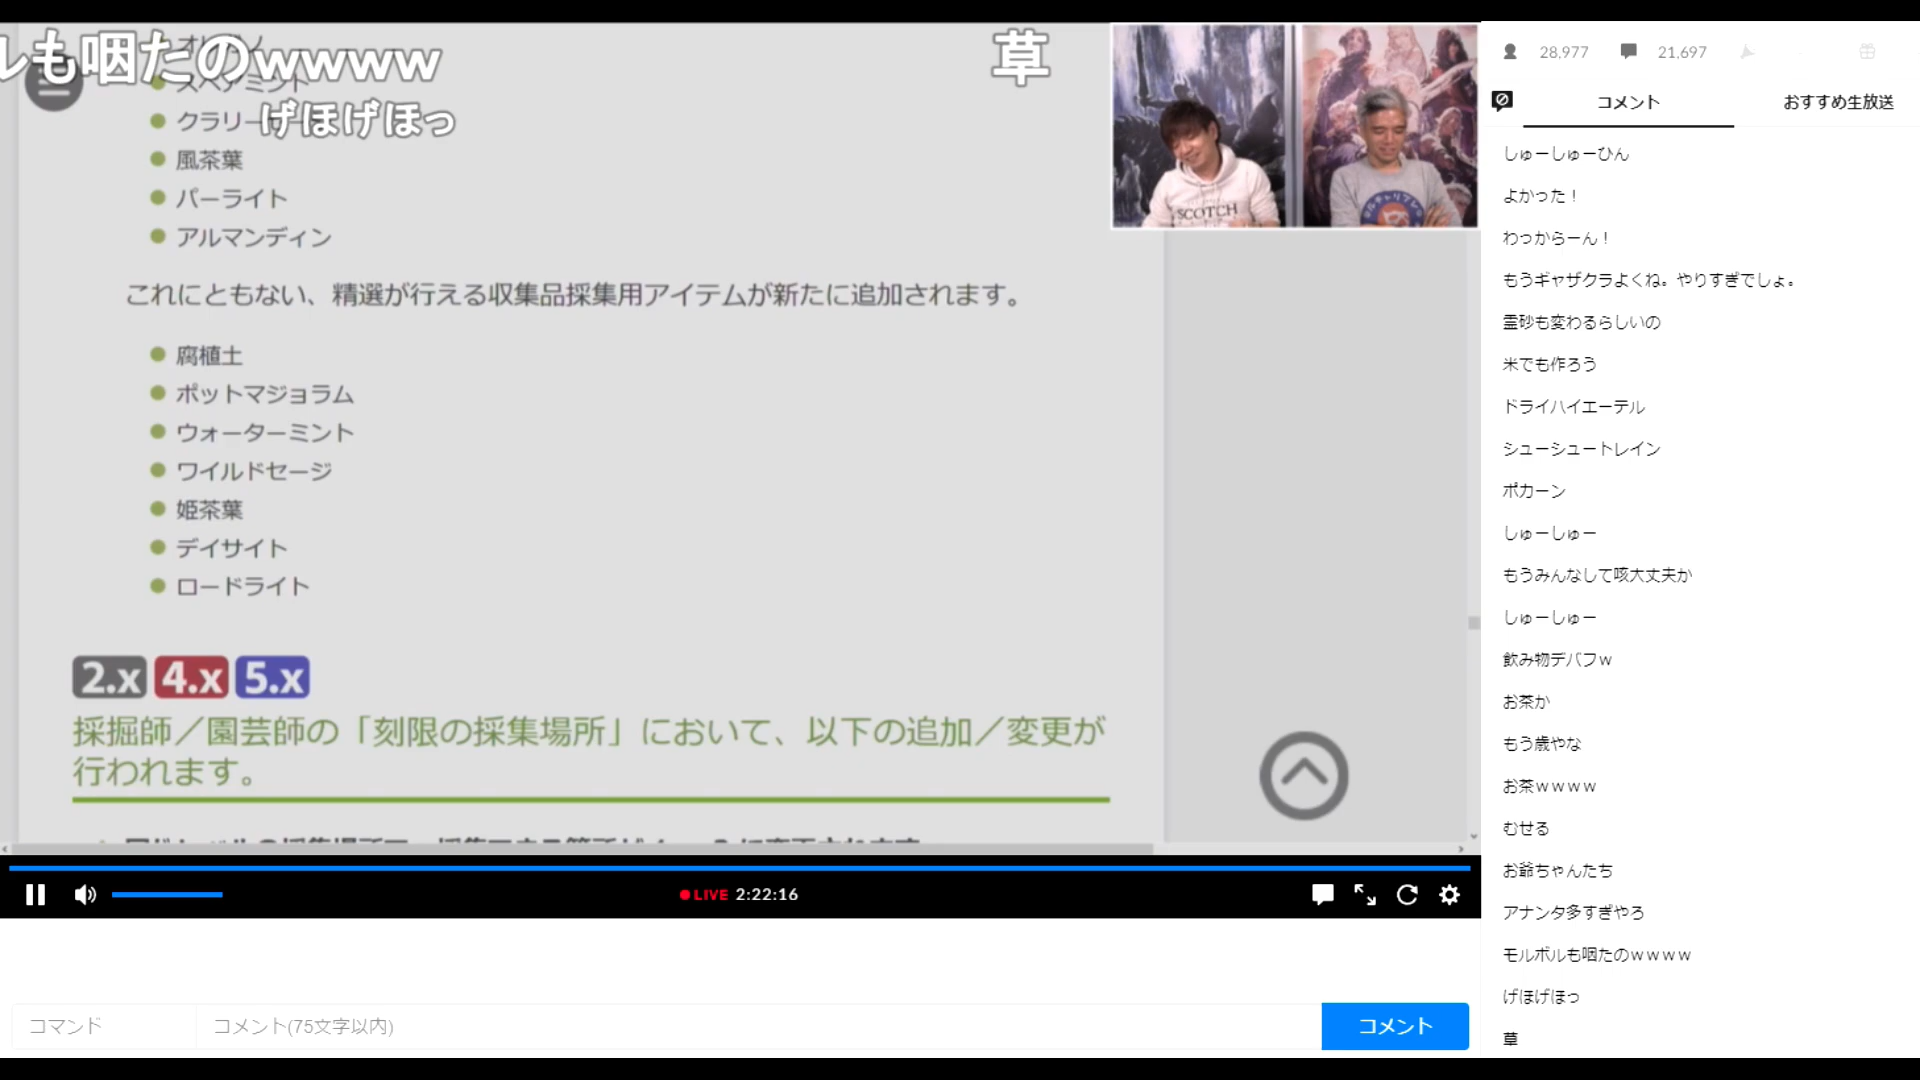 ルも咽たのwwww
草
げほげほっ
スペアミント
クラリーセージ
風茶葉
パーライト
アルマンディン
これにともない、精選が行える収集品採集用アイテムが新たに追加されます。
腐植土
ポットマジョラム
ウォーターミント
ワイルドセージ
姫茶葉
デイサイト
ロードライト
2.x 4.x 5.x
採掘師／園芸師の「刻限の採集場所」において、以下の追加／変更が
行われます。
SCOTCH
LIVE 2:22:16
コマンド
コメント(75文字以内)
コメント
28,977 21,697
コメント おすすめ生放送
しゅーしゅーひん
よかった！
わっからーん！
もうギャザクラよくね。やりすぎでしょ。
霊砂も変わるらしいの
米でも作ろう
ドライハイエーテル
シューシュートレイン
ポカーン
しゅーしゅー
もうみんなして咳大丈夫か
しゅーしゅー
飲み物デバフｗ
お茶か
もう歳やな
お茶ｗｗｗｗ
むせる
お爺ちゃんたち
アナンタ多すぎやろ
モルボルも咽たのｗｗｗｗ
げほげほっ
草